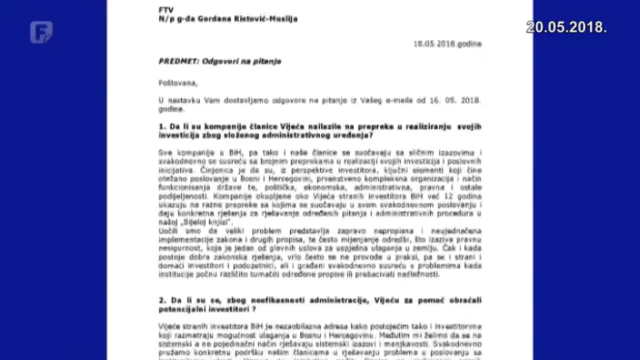 FTV
20.05.2018.
N/p g-đa Gordana Ristović-Muslija
18.05.2018.godine
PREDMET: Odgovori na pitanja
Poštovana,
U nastavku Vam dostavljamo odgovore na pitanje iz Vašeg e-maila od 16. 05. 2018.
godine.
1. Da li su kompanije članice Vijeća nailazile na prepreke u realiziranju svojih
investicija zbog složenog administrativnog uređenja?
Sve kompanije u BiH, pa tako i naše članice se suočavaju sa sličnim izazovima i
svakodnevno se susreću sa brojnim preprekama u realizaciji svojih investicija i poslovnih
inicijativa. Činjenica je da su, iz perspektive investitora, ključni elementi koji čine
otežano poslovanje u Bosni i Hercegovini, prvenstveno kompleksna organizacija i način
funkcionisanja države te, politička, ekonomska, administrativna, pravna i ostale
podijeljenosti. Kompanije okupljene oko Vijeća stranih investitora BiH već 12 godina
ukazuju na razne prepreke sa kojima se suočavaju u svom svakodnevnom poslovanju i
daju konkretna rješenja za rješavanje određenih pitanja i administrativnih procedura u
našoj „Bijeloj knjizi”.
Uočili smo da veliki problem predstavlja zapravo nepropisna i neujednačena
implementacije zakona i drugih propisa, te često mijenjanje odredbi, što izaziva pravnu
nesigurnost, koja je jedan od glavnih uslova za uspješna ulaganja u zemlju. Čak i kada
postoje dobra zakonska rješenja, vrlo često se ne provode u praksi, pa se i strani i
domaći investitori i poduzetnici, ali i građani svakodnevno susreću s problemima kada
institucije počnu različito tumačiti određene propise ili prebacivati nadležnosti.
2. Da li su se, zbog neefikasnosti administracije, Vijeću za pomoć obraćali
potencijalni investitori ?
Vijeće stranih investitora BiH je nezaobilazna adresa kako postojećim tako i investitorima
koji razmatraju mogućnost ulaganja u Bosnu i Hercegovinu. Međutim mi želimo da se na
sistemski a ne pojedinačni način rješavaju sistemski izazovi i manjkavosti. Svakodnevno
pružamo konkretnu podršku našim članicama u rješavanju problema u poslovanju sa